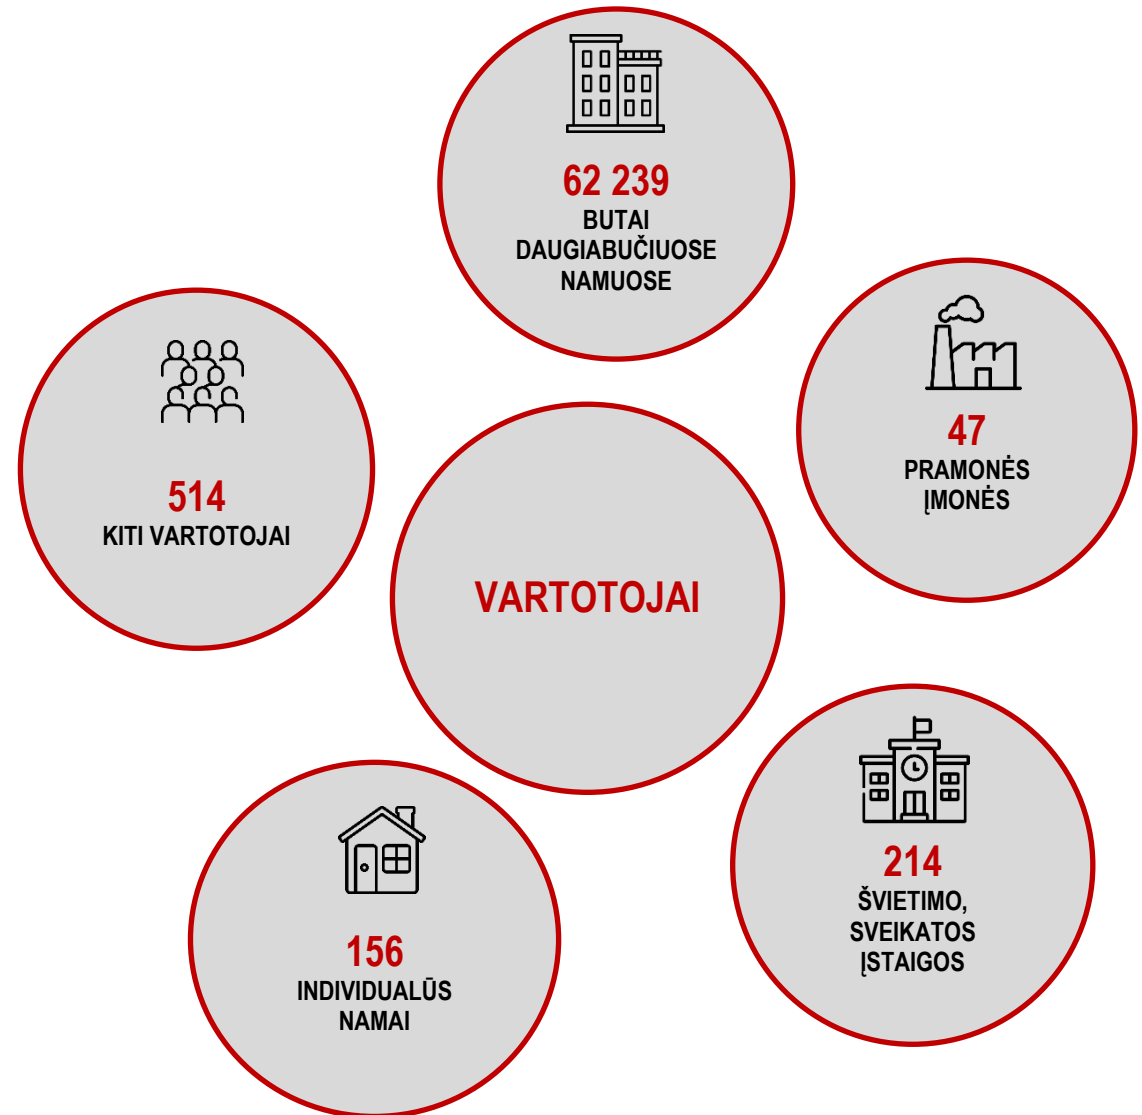 62 239
BUTAI
DAUGIABUČIUOSE
NAMUOSE
47
PRAMONĖS
ĮMONĖS
514
KITI VARTOTOJAI
VARTOTOJAI
214
ŠVIETIMO,
SVEIKATOS
ĮSTAIGOS
156
INDIVIDUALŪS
NAMAI